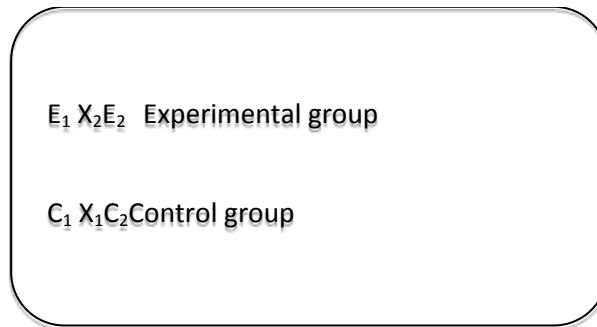 E₁ X₂E₂ Experimental group
C₁ X₁C₂Control group